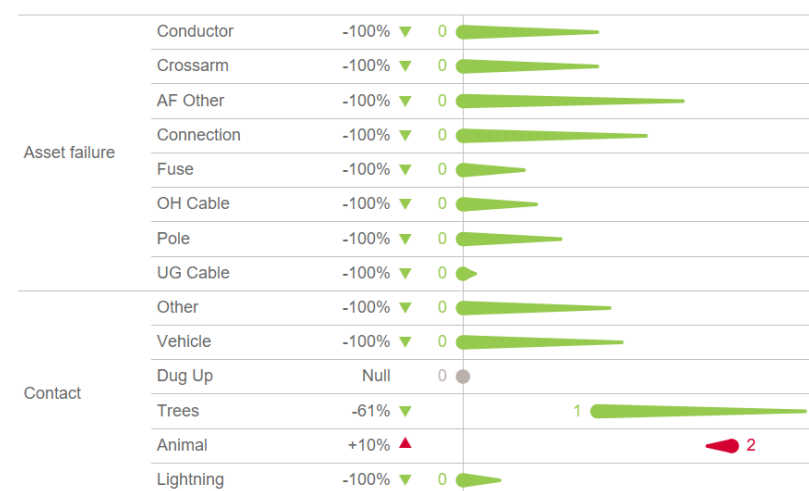 Conductor -100% ▼ 0
Crossarm -100% ▼ 0
AF Other -100% ▼ 0
Connection -100% ▼ 0
Asset failure
Fuse -100% ▼ 0
OH Cable -100% ▼ 0
Pole -100% ▼ 0
UG Cable -100% ▼ 0
Other -100% ▼ 0
Vehicle -100% ▼ 0
Dug Up Null 0
Contact
Trees -61% ▼ 1
Animal +10% ▲ 2
Lightning -100% ▼ 0